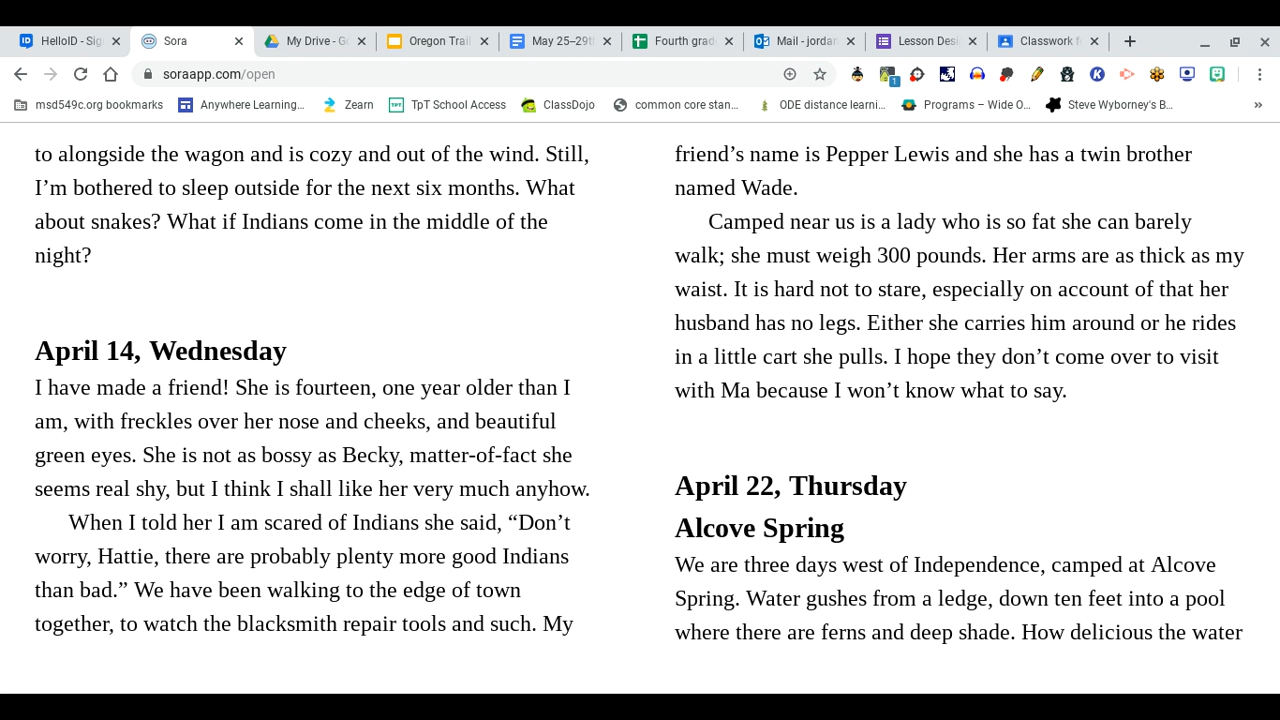 HelloID - Sig
Sora
My Drive - Go
Oregon Trai
May 25–29t
Fourth grad
Mail - jordan
Lesson Desi
Classwork f
soraapp.com/open
1
msd549c.org bookmarks
Anywhere Learning...
Zearn
TpT School Access
ClassDojo
common core stan...
ODE distance learni...
Programs – Wide O...
Steve Wyborney's B...
to alongside the wagon and is cozy and out of the wind. Still,
I’m bothered to sleep outside for the next six months. What
about snakes? What if Indians come in the middle of the
night?
April 14, Wednesday
I have made a friend! She is fourteen, one year older than I
am, with freckles over her nose and cheeks, and beautiful
green eyes. She is not as bossy as Becky, matter-of-fact she
seems real shy, but I think I shall like her very much anyhow.
When I told her I am scared of Indians she said, “Don’t
worry, Hattie, there are probably plenty more good Indians
than bad.” We have been walking to the edge of town
together, to watch the blacksmith repair tools and such. My
friend’s name is Pepper Lewis and she has a twin brother
named Wade.
Camped near us is a lady who is so fat she can barely
walk; she must weigh 300 pounds. Her arms are as thick as my
waist. It is hard not to stare, especially on account of that her
husband has no legs. Either she carries him around or he rides
in a little cart she pulls. I hope they don’t come over to visit
with Ma because I won’t know what to say.
April 22, Thursday
Alcove Spring
We are three days west of Independence, camped at Alcove
Spring. Water gushes from a ledge, down ten feet into a pool
where there are ferns and deep shade. How delicious the water